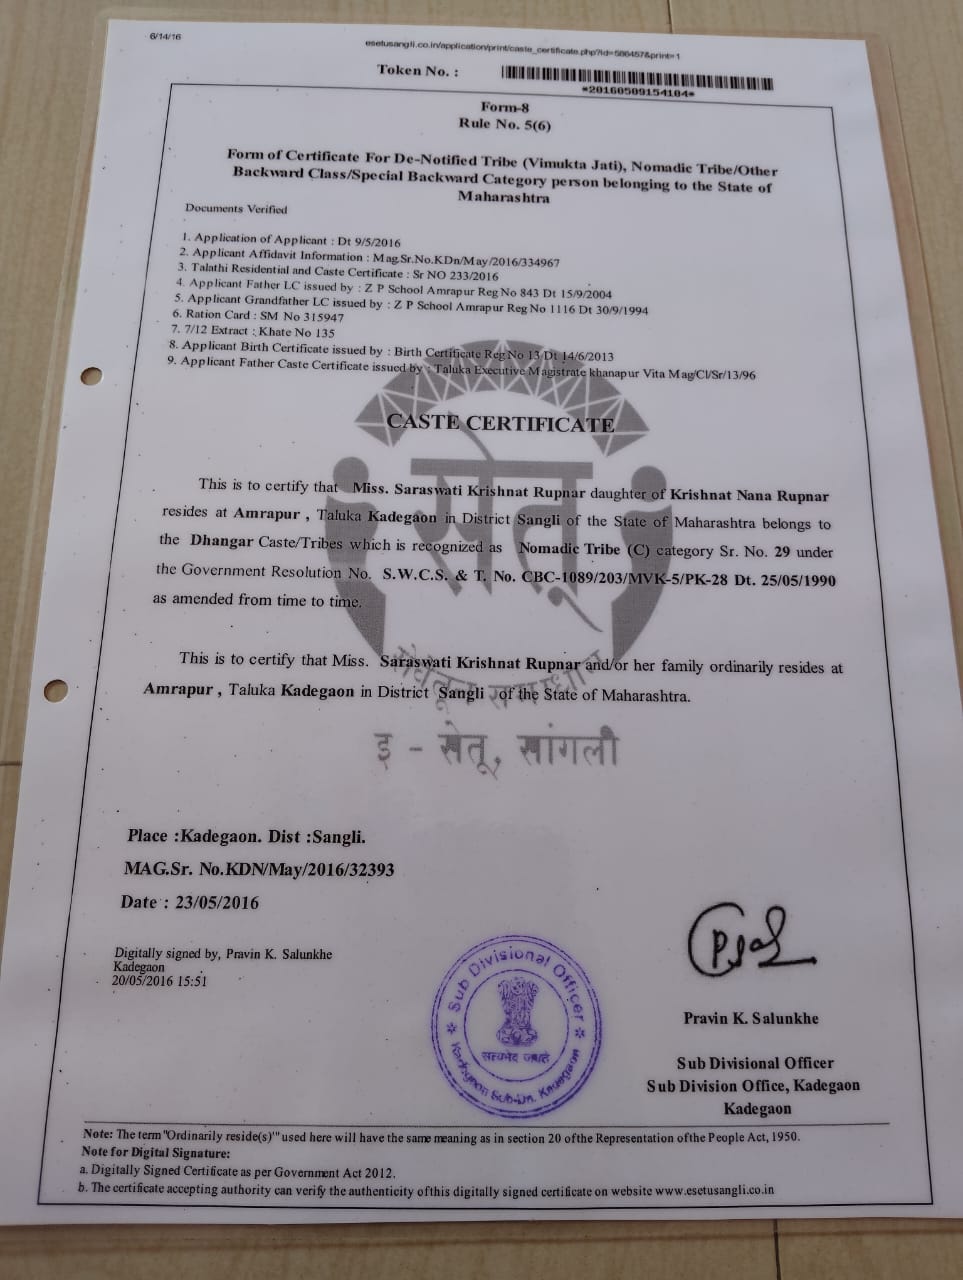 6/14/16
esetusangli.co.in/application/print/caste_certificate.php?id=586457&print=1
Token No. :
*20160509154104*
Form-8
Rule No. 5(6)
Form of Certificate For De-Notified Tribe (Vimukta Jati), Nomadic Tribe/Other
Backward Class/Special Backward Category person belonging to the State of
Maharashtra
Documents Verified
1. Application of Applicant : Dt 9/5/2016
2. Applicant Affidavit Information : Mag.Sr.No.KDn/May/2016/334967
3. Talathi Residential and Caste Certificate : Sr NO 233/2016
4. Applicant Father LC issued by : Z P School Amrapur Reg No 843 Dt 15/9/2004
5. Applicant Grandfather LC issued by : Z P School Amrapur Reg No 1116 Dt 30/9/1994
6. Ration Card : SM No 315947
7. 7/12 Extract : Khate No 135
8. Applicant Birth Certificate issued by : Birth Certificate Reg No 13 Dt 14/6/2013
9. Applicant Father Caste Certificate issued by : Taluka Executive Magistrate khanapur Vita Mag/Cl/Sr/13/96
CASTE CERTIFICATE
सेतू
This is to certify that Miss. Saraswati Krishnat Rupnar daughter of Krishnat Nana Rupnar
resides at Amrapur , Taluka Kadegaon in District Sangli of the State of Maharashtra belongs to
the Dhangar Caste/Tribes which is recognized as Nomadic Tribe (C) category Sr. No. 29 under
the Government Resolution No. S.W.C.S. & T. No. CBC-1089/203/MVK-5/PK-28 Dt. 25/05/1990
as amended from time to time.
This is to certify that Miss. Saraswati Krishnat Rupnar and/or her family ordinarily resides at
Amrapur , Taluka Kadegaon in District Sangli of the State of Maharashtra.
इ - सेतू, सांगली
Place :Kadegaon. Dist :Sangli.
MAG.Sr. No.KDN/May/2016/32393
Date : 23/05/2016
Digitally signed by, Pravin K. Salunkhe
Kadegaon
20/05/2016 15:51
Sub Divisional Officer
सत्यमेव जयते
Kadegaon Sub-Dn. Kadegaon
Pravin K. Salunkhe
Sub Divisional Officer
Sub Division Office, Kadegaon
Kadegaon
Note: The term "Ordinarily reside(s)'" used here will have the same meaning as in section 20 ofthe Representation ofthe People Act, 1950.
Note for Digital Signature:
a. Digitally Signed Certificate as per Government Act 2012.
b. The certificate accepting authority can verify the authenticity ofthis digitally signed certificate on website www.esetusangli.co.in